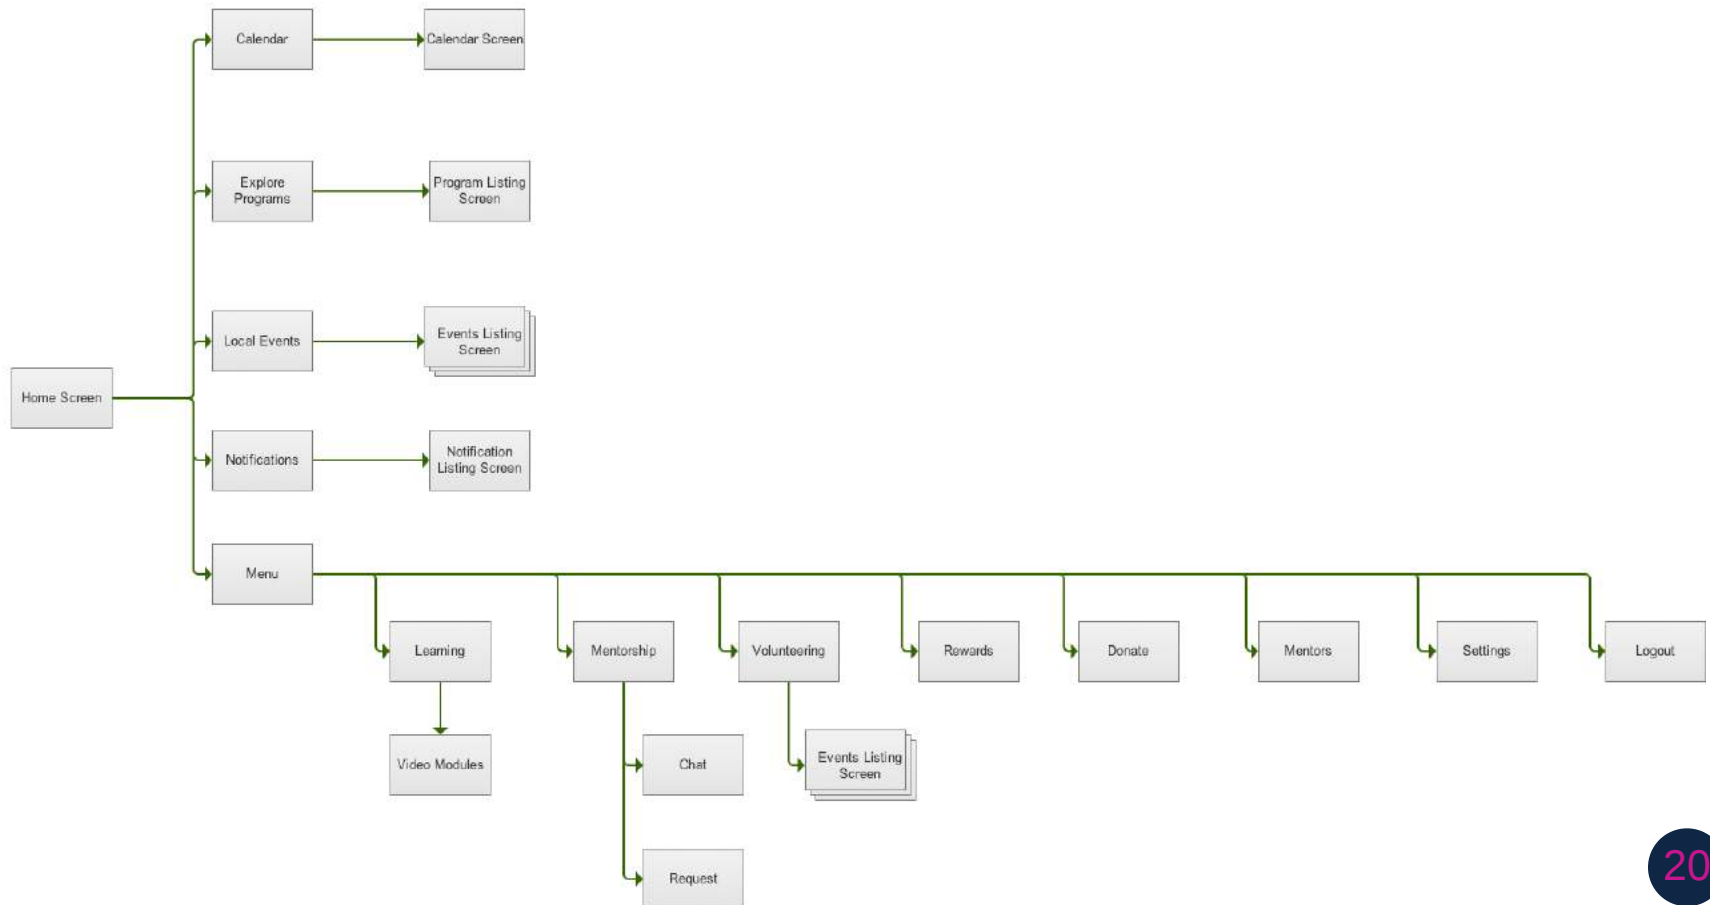 Calendar
Calendar Screen
Explore
Programs
Program Listing
Screen
Local Events
Events Listing
Screen
Home Screen
Notifications
Notification
Listing Screen
Menu
Learning
Mentorship
Volunteering
Rewards
Donate
Mentors
Settings
Logout
Video Modules
Chat
Events Listing
Screen
Request
20